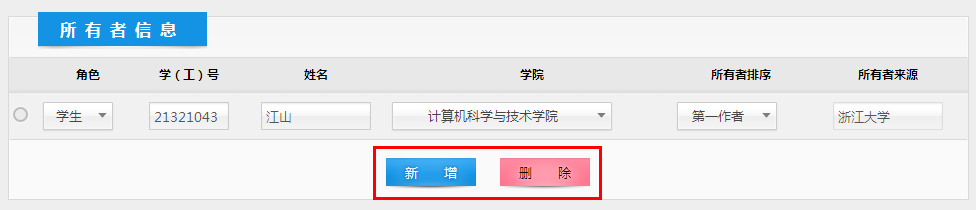 所有者信息
角色 学（工）号 姓名 学院 所有者排序 所有者来源
学生 21321043 江山 计算机科学与技术学院 第一作者 浙江大学
新 增 删 除